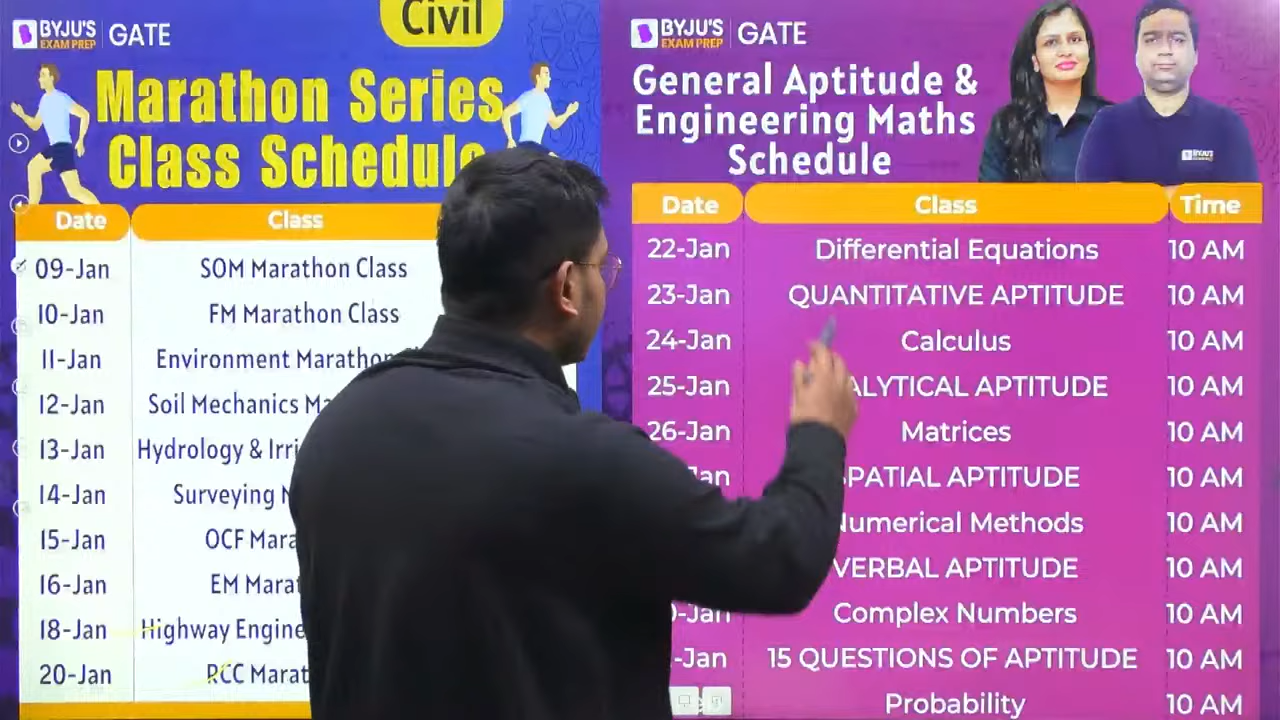 BYJU'S
EXAM PREP
GATE
Civil
Marathon Series
Class Schedule
Date Class
09-Jan SOM Marathon Class
10-Jan FM Marathon Class
11-Jan Environment Marathon
12-Jan Soil Mechanics
13-Jan Hydrology &
14-Jan Surveying
15-Jan OCF
16-Jan EM
18-Jan Highway
20-Jan RCC
BYJU'S
EXAM PREP
GATE
General Aptitude &
Engineering Maths
Schedule
BYJU'S
Date Class Time
22-Jan Differential Equations 10 AM
23-Jan QUANTITATIVE APTITUDE 10 AM
24-Jan Calculus 10 AM
25-Jan APTITUDE 10 AM
26-Jan Matrices 10 AM
SPATIAL APTITUDE 10 AM
Numerical Methods 10 AM
VERBAL APTITUDE 10 AM
Complex Numbers 10 AM
15 QUESTIONS OF APTITUDE 10 AM
Probability 10 AM